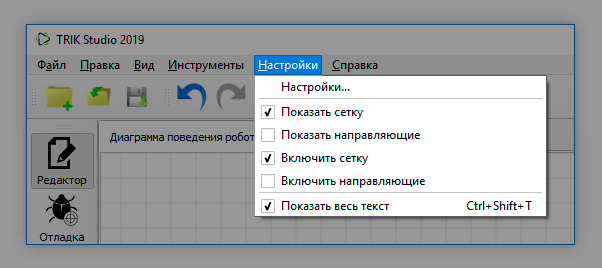 TRIK Studio 2019
Файл Правка Вид Инструменты Настройки Справка
Настройки...
Показать сетку
Показать направляющие
Включить сетку
Включить направляющие
Показать весь текст Ctrl+Shift+T
Диаграмма поведения робот
Редактор
Отладка